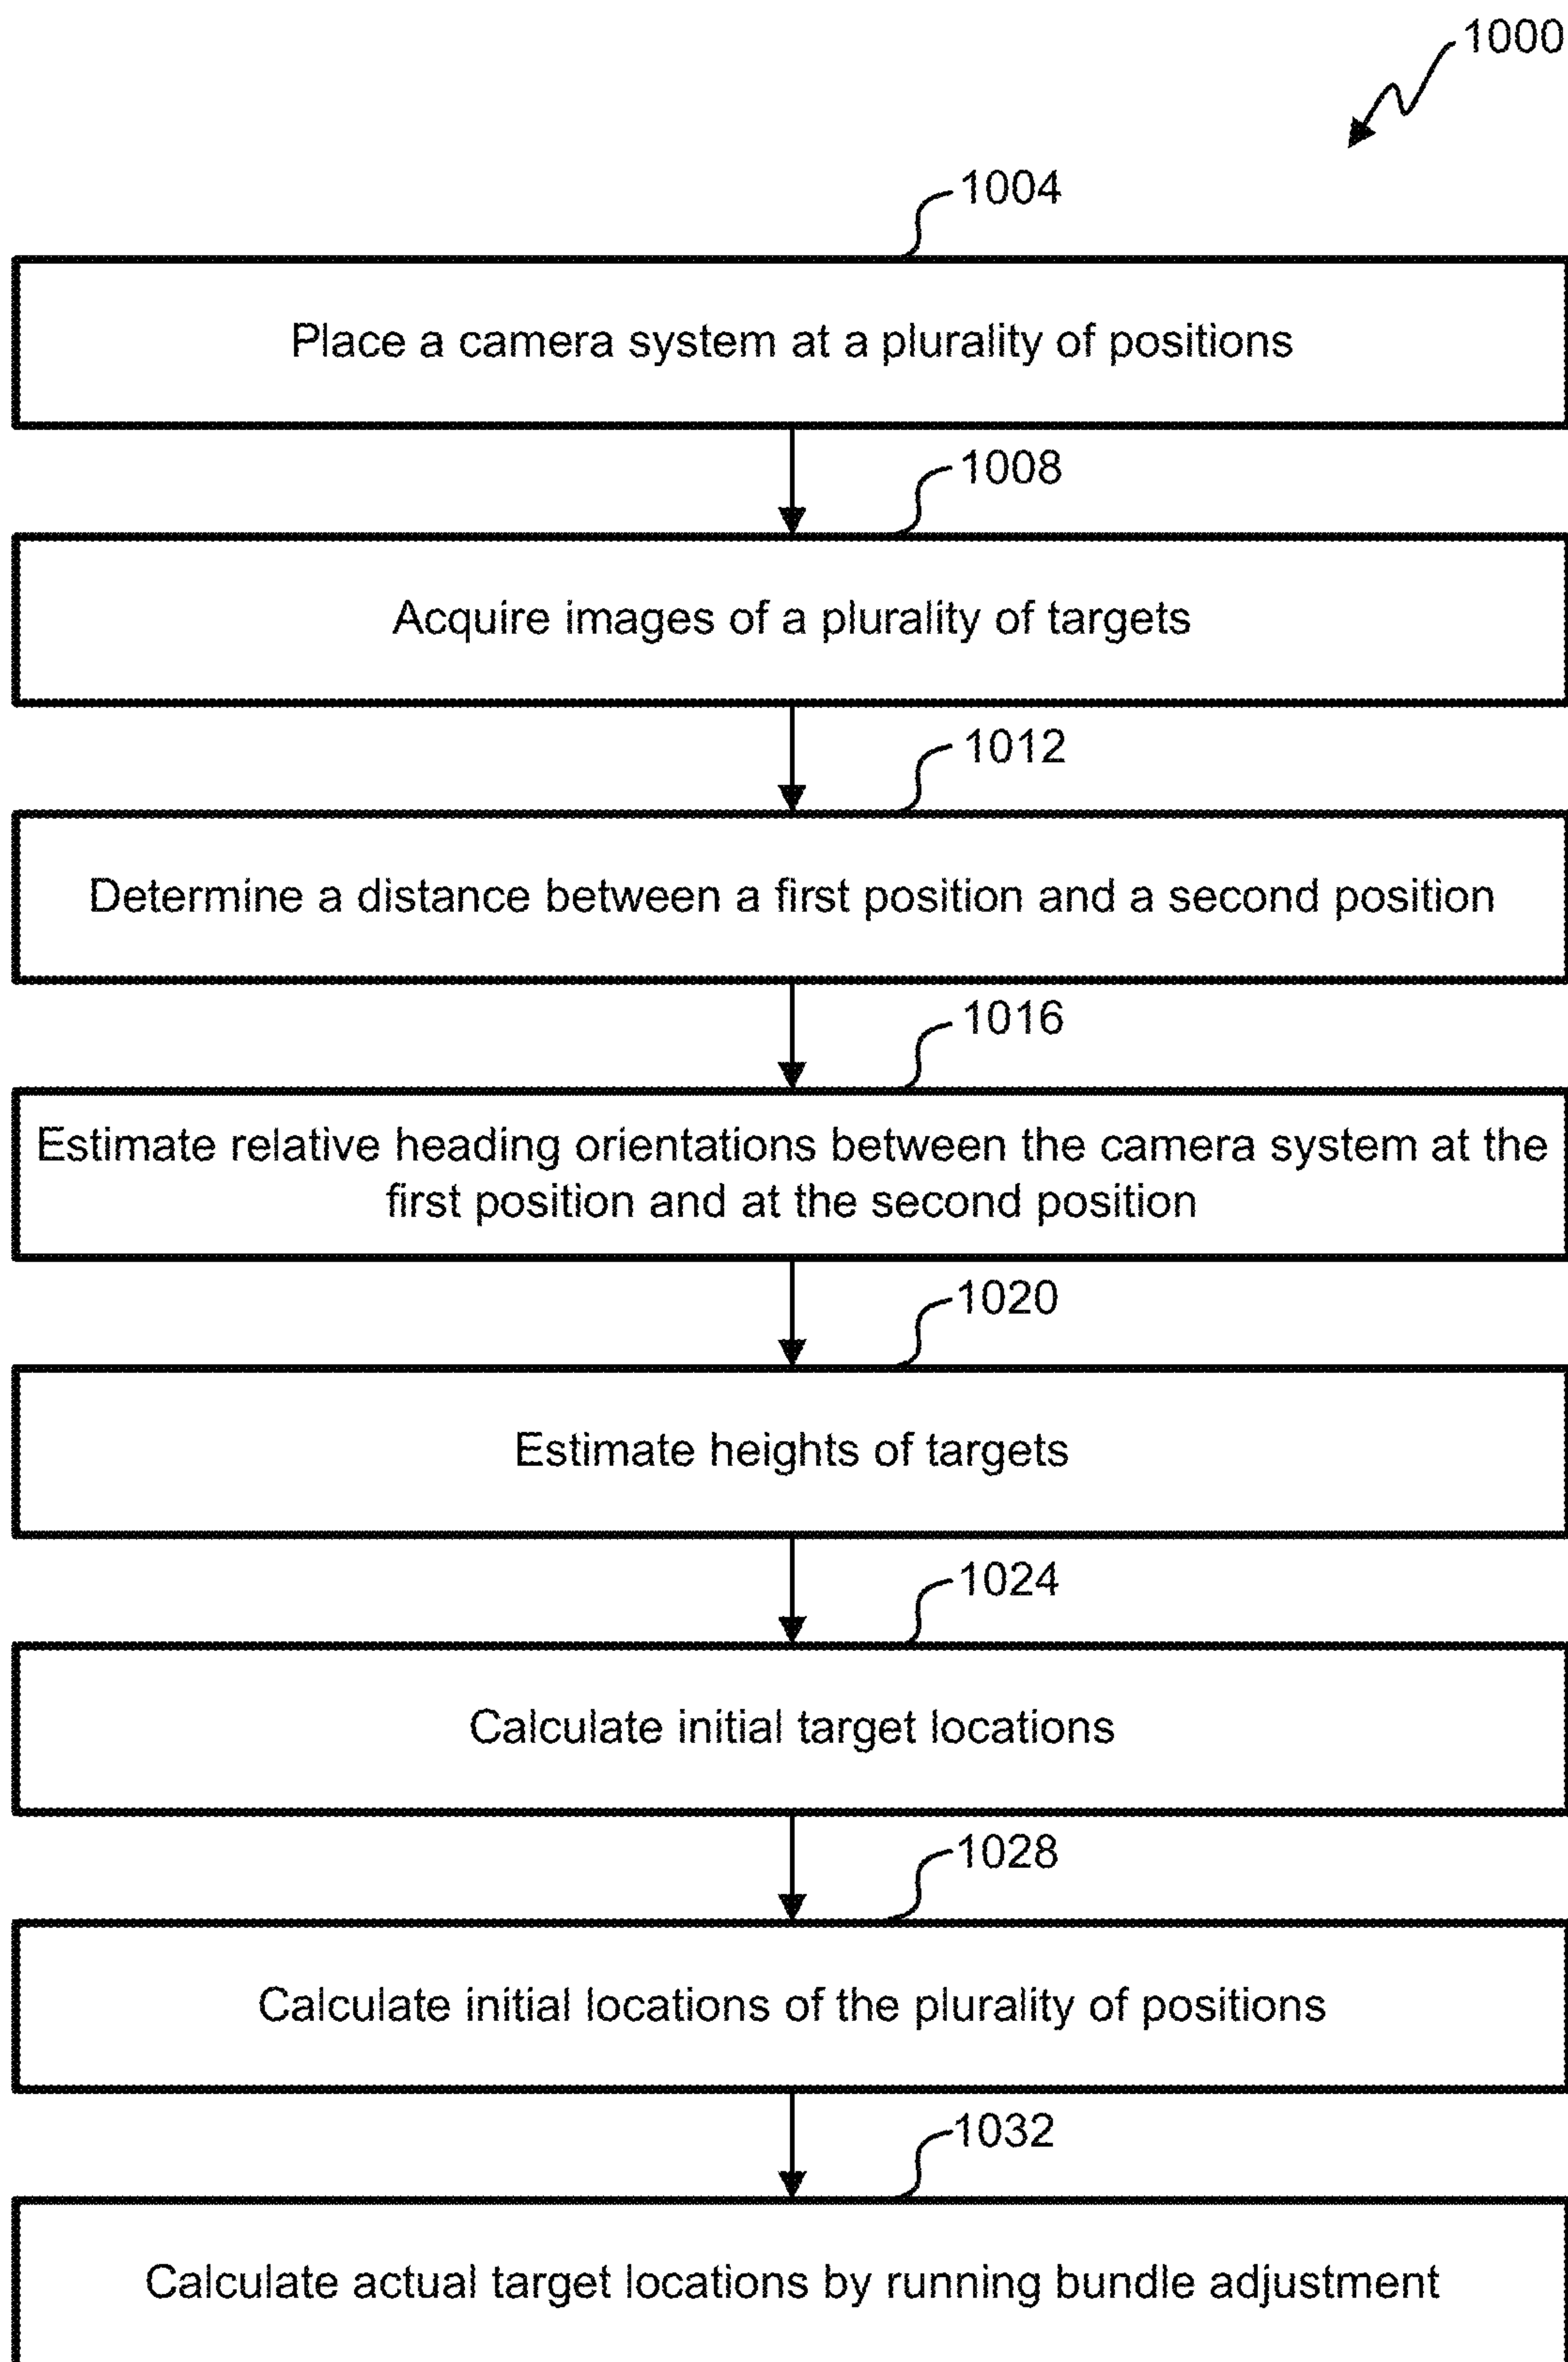 1000
1004
Place a camera system at a plurality of positions
1008
Acquire images of a plurality of targets
1012
Determine a distance between a first position and a second position
1016
Estimate relative heading orientations between the camera system at the
first position and at the second position
1020
Estimate heights of targets
1024
Calculate initial target locations
1028
Calculate initial locations of the plurality of positions
1032
Calculate actual target locations by running bundle adjustment